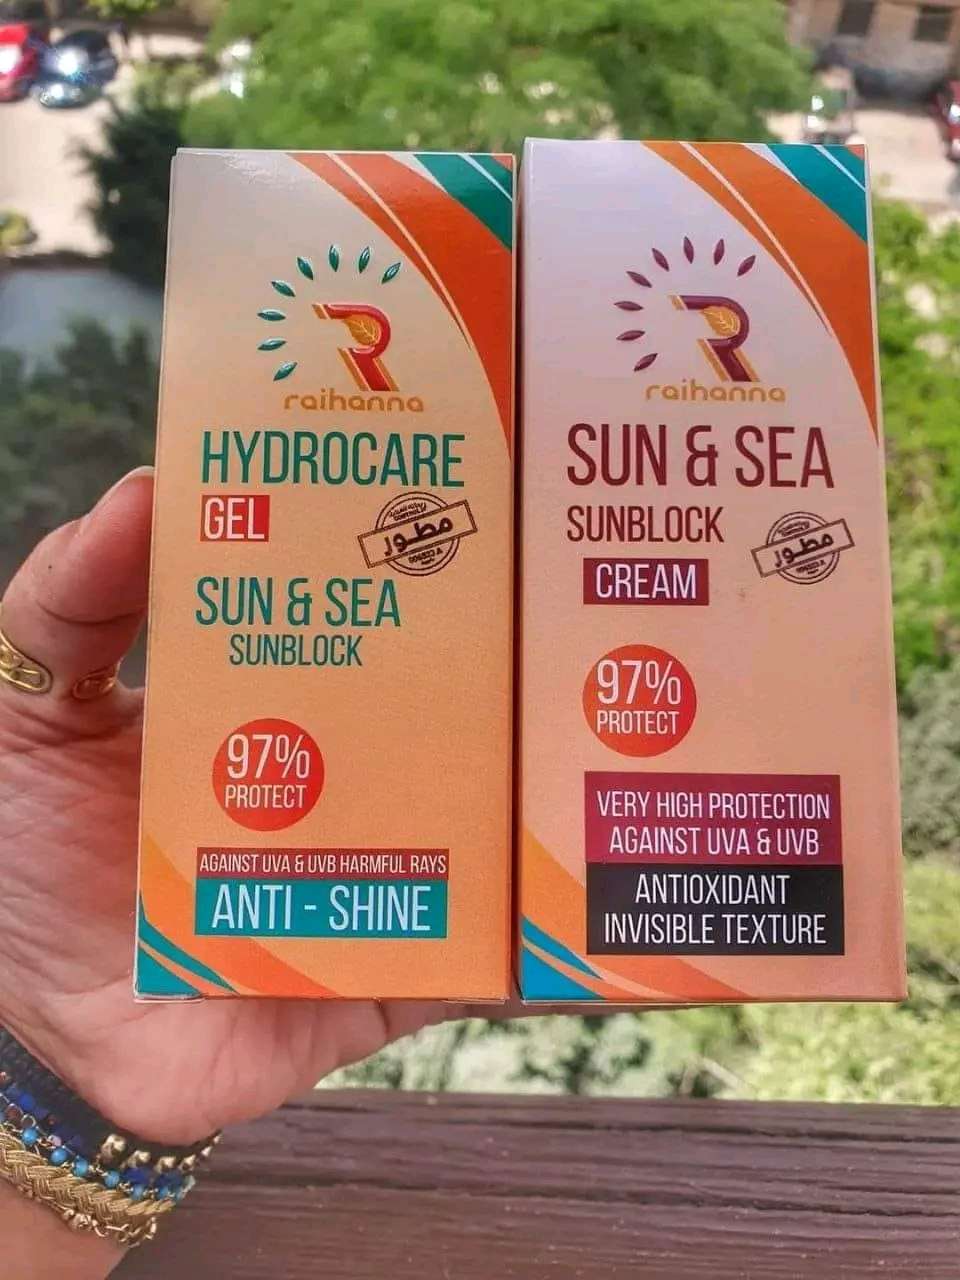 raihanna
HYDROCARE
GEL
مطور
SUN & SEA
SUNBLOCK
97%
PROTECT
AGAINST UVA & UVB HARMFUL RAYS
ANTI - SHINE
raihanna
SUN & SEA
SUNBLOCK
مطور
CREAM
97%
PROTECT
VERY HIGH PROTECTION
AGAINST UVA & UVB
ANTIOXIDANT
INVISIBLE TEXTURE